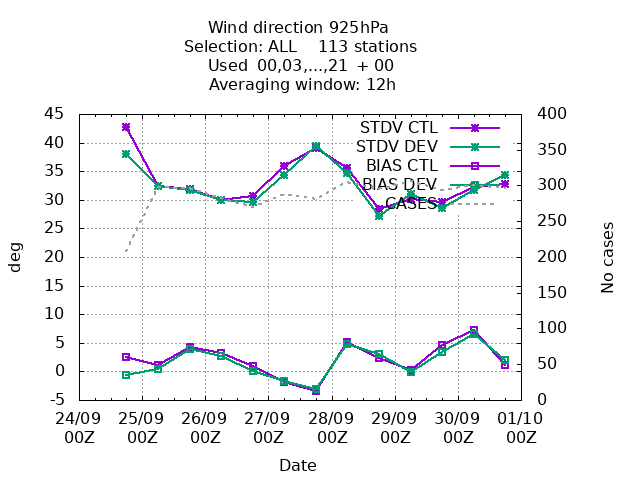 Wind direction 925hPa
Selection: ALL    113 stations
Used  00,03,...,21  + 00
Averaging window: 12h
45
40
35
30
25
20
15
10
5
0
-5
deg
400
350
300
250
200
150
100
50
0
No cases
STDV CTL
STDV DEV
BIAS CTL
BIAS DEV
CASES
24/09 25/09 26/09 27/09 28/09 29/09 30/09 01/10
00Z 00Z 00Z 00Z 00Z 00Z 00Z 00Z
Date